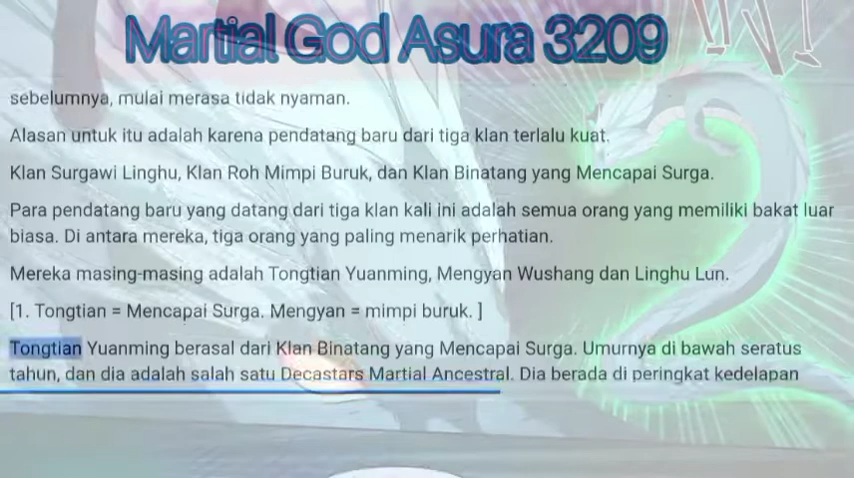 Martial God Asura 3209
sebelumnya, mulai merasa tidak nyaman.
Alasan untuk itu adalah karena pendatang baru dari tiga klan terlalu kuat.
Klan Surgawi Linghu, Klan Roh Mimpi Buruk, dan Klan Binatang yang Mencapai Surga.
Para pendatang baru yang datang dari tiga klan kali ini adalah semua orang yang memiliki bakat luar
biasa. Di antara mereka, tiga orang yang paling menarik perhatian.
Mereka masing-masing adalah Tongtian Yuanming, Mengyan Wushang dan Linghu Lun.
[1. Tongtian = Mencapai Surga. Mengyan = mimpi buruk. ]
Tongtian Yuanming berasal dari Klan Binatang yang Mencapai Surga. Umurnya di bawah seratus
tahun, dan dia adalah salah satu Decastars Martial Ancestral. Dia berada di peringkat kedelapan